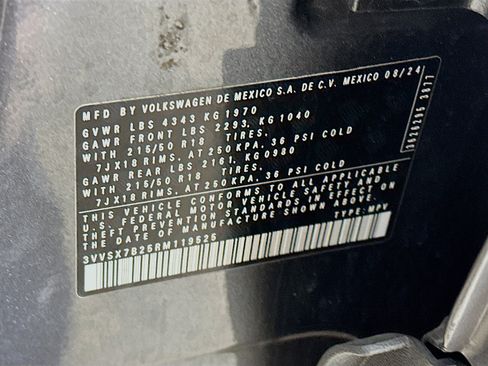 MFD BY VOLKSWAGEN DE MEXICO S.A. DE C.V. MEXICO 08/24
GVWR LBS 4343 KG 1970
GAWR FRONT LBS 2293, KG 1040
WITH 215/50 R18 TIRES.
7JX18 RIMS, AT 250 KPA, 36 PSI COLD
GAWR REAR LBS 2161, KG 0980
WITH 215/50 R18 TIRES.
7JX18 RIMS, AT 250 KPA, 36 PSI COLD
THIS VEHICLE CONFORMS TO ALL APPLICABLE
U.S. FEDERAL MOTOR VEHICLE SAFETY AND
THEFT PREVENTION STANDARDS IN EFFECT ON
THE DATE OF MANUFACTURE SHOWN ABOVE.
3VVSX7B25RM119525 TYPE: MPV